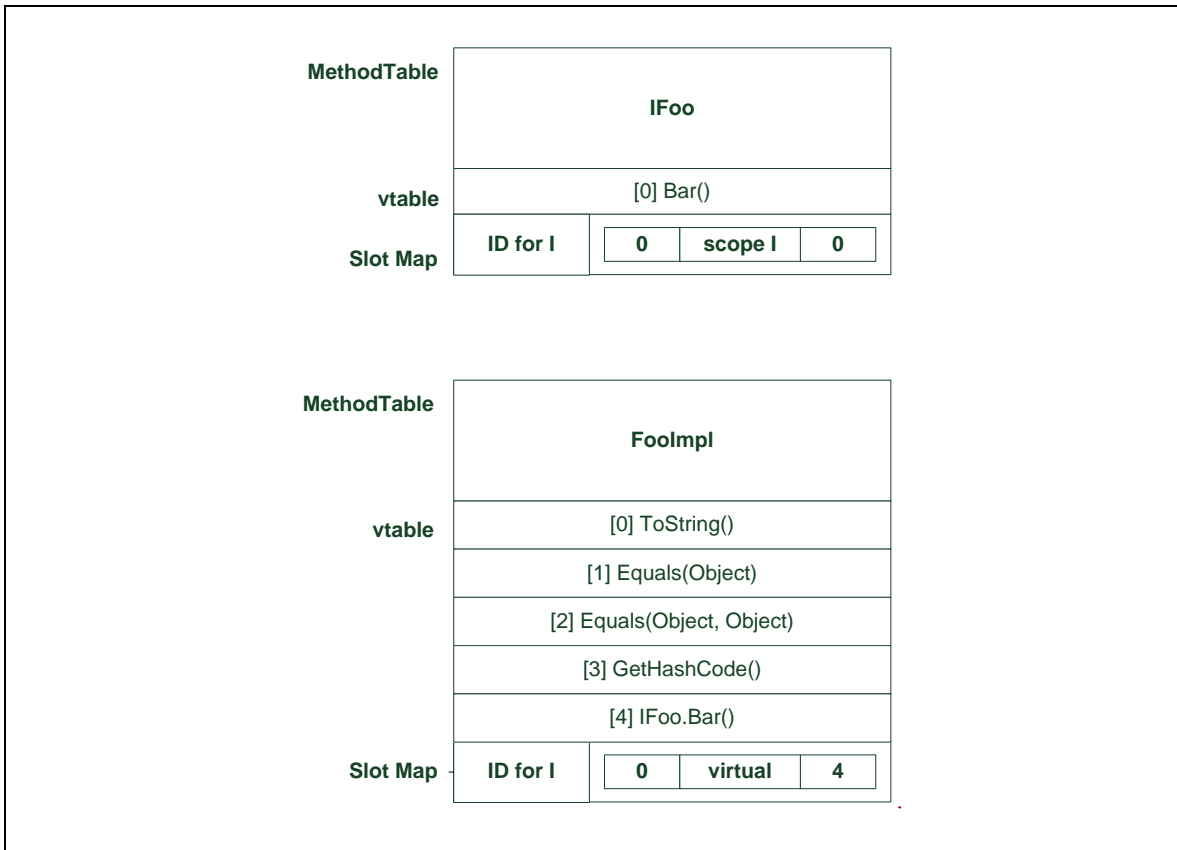 MethodTable
IFoo
vtable
[0] Bar()
Slot Map
ID for I
0
scope I
0
MethodTable
FooImpl
vtable
[0] ToString()
[1] Equals(Object)
[2] Equals(Object, Object)
[3] GetHashCode()
[4] IFoo.Bar()
Slot Map
ID for I
0
virtual
4